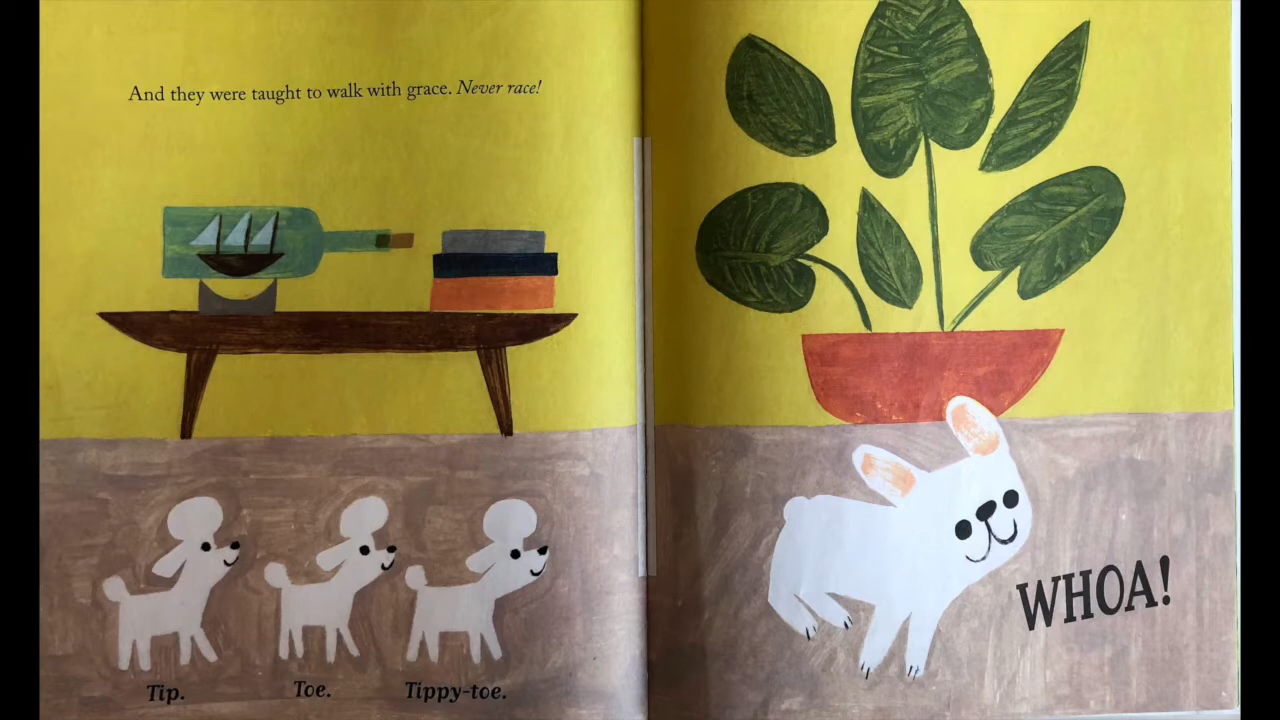 And they were taught to walk with grace. Never race!
Tip. Toe. Tippy-toe.
WHOA!